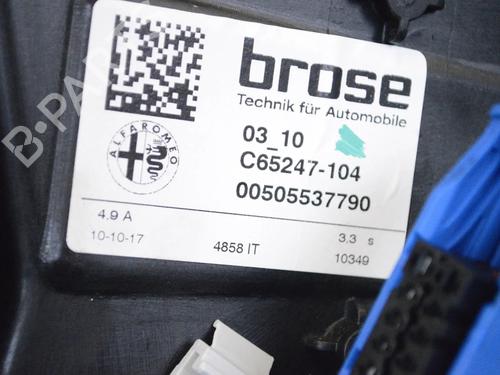 brose
Technik für Automobile
03_10
C65247-104
00505537790
ALFA ROMEO
4.9 A
3.3 s
10-10-17
4858 IT
10349
B-PARTS